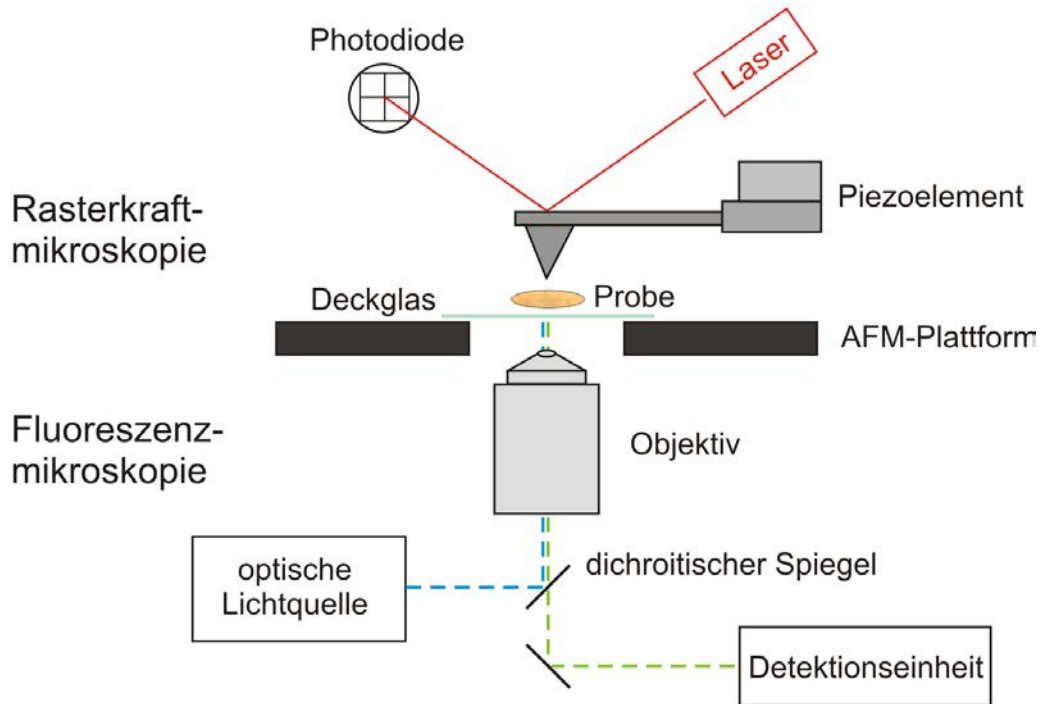 Photodiode
Laser
Rasterkraft-
mikroskopie
Piezoelement
Deckglas
Probe
AFM-Plattform
Fluoreszenz-
mikroskopie
Objektiv
optische
Lichtquelle
dichroitischer Spiegel
Detektionseinheit